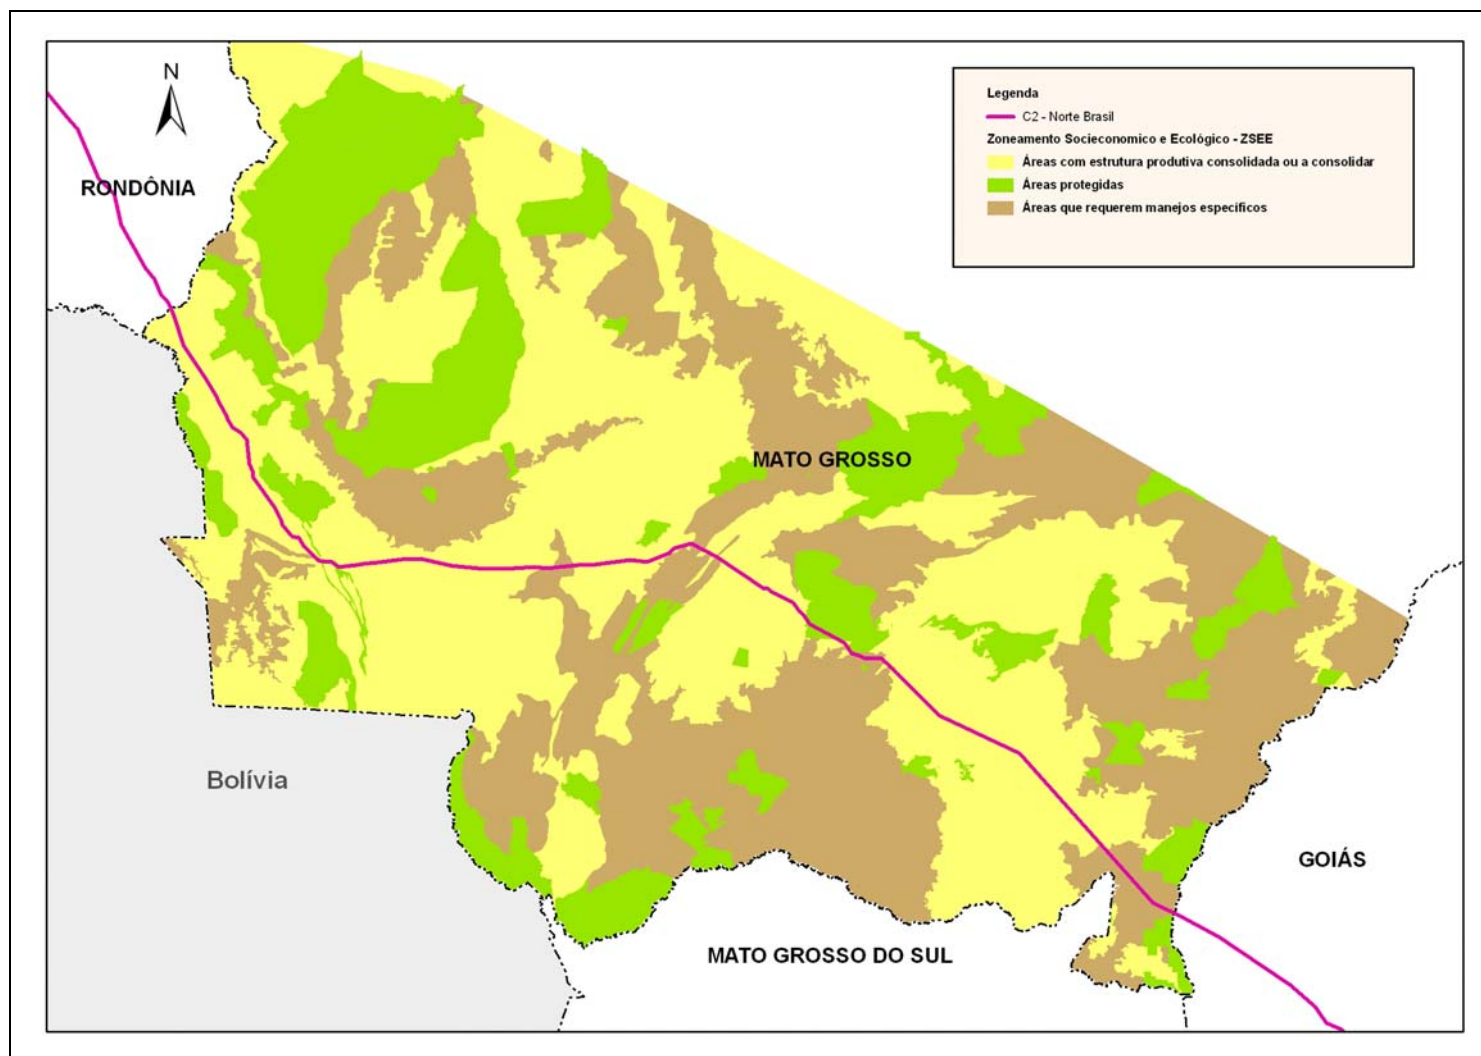 N
Legenda
C2 - Norte Brasil
Zoneamento Socieconomico e Ecológico - ZSEE
Áreas com estrutura produtiva consolidada ou a consolidar
Áreas protegidas
Áreas que requerem manejos específicos
RONDÔNIA
MATO GROSSO
Bolívia
GOIÁS
MATO GROSSO DO SUL